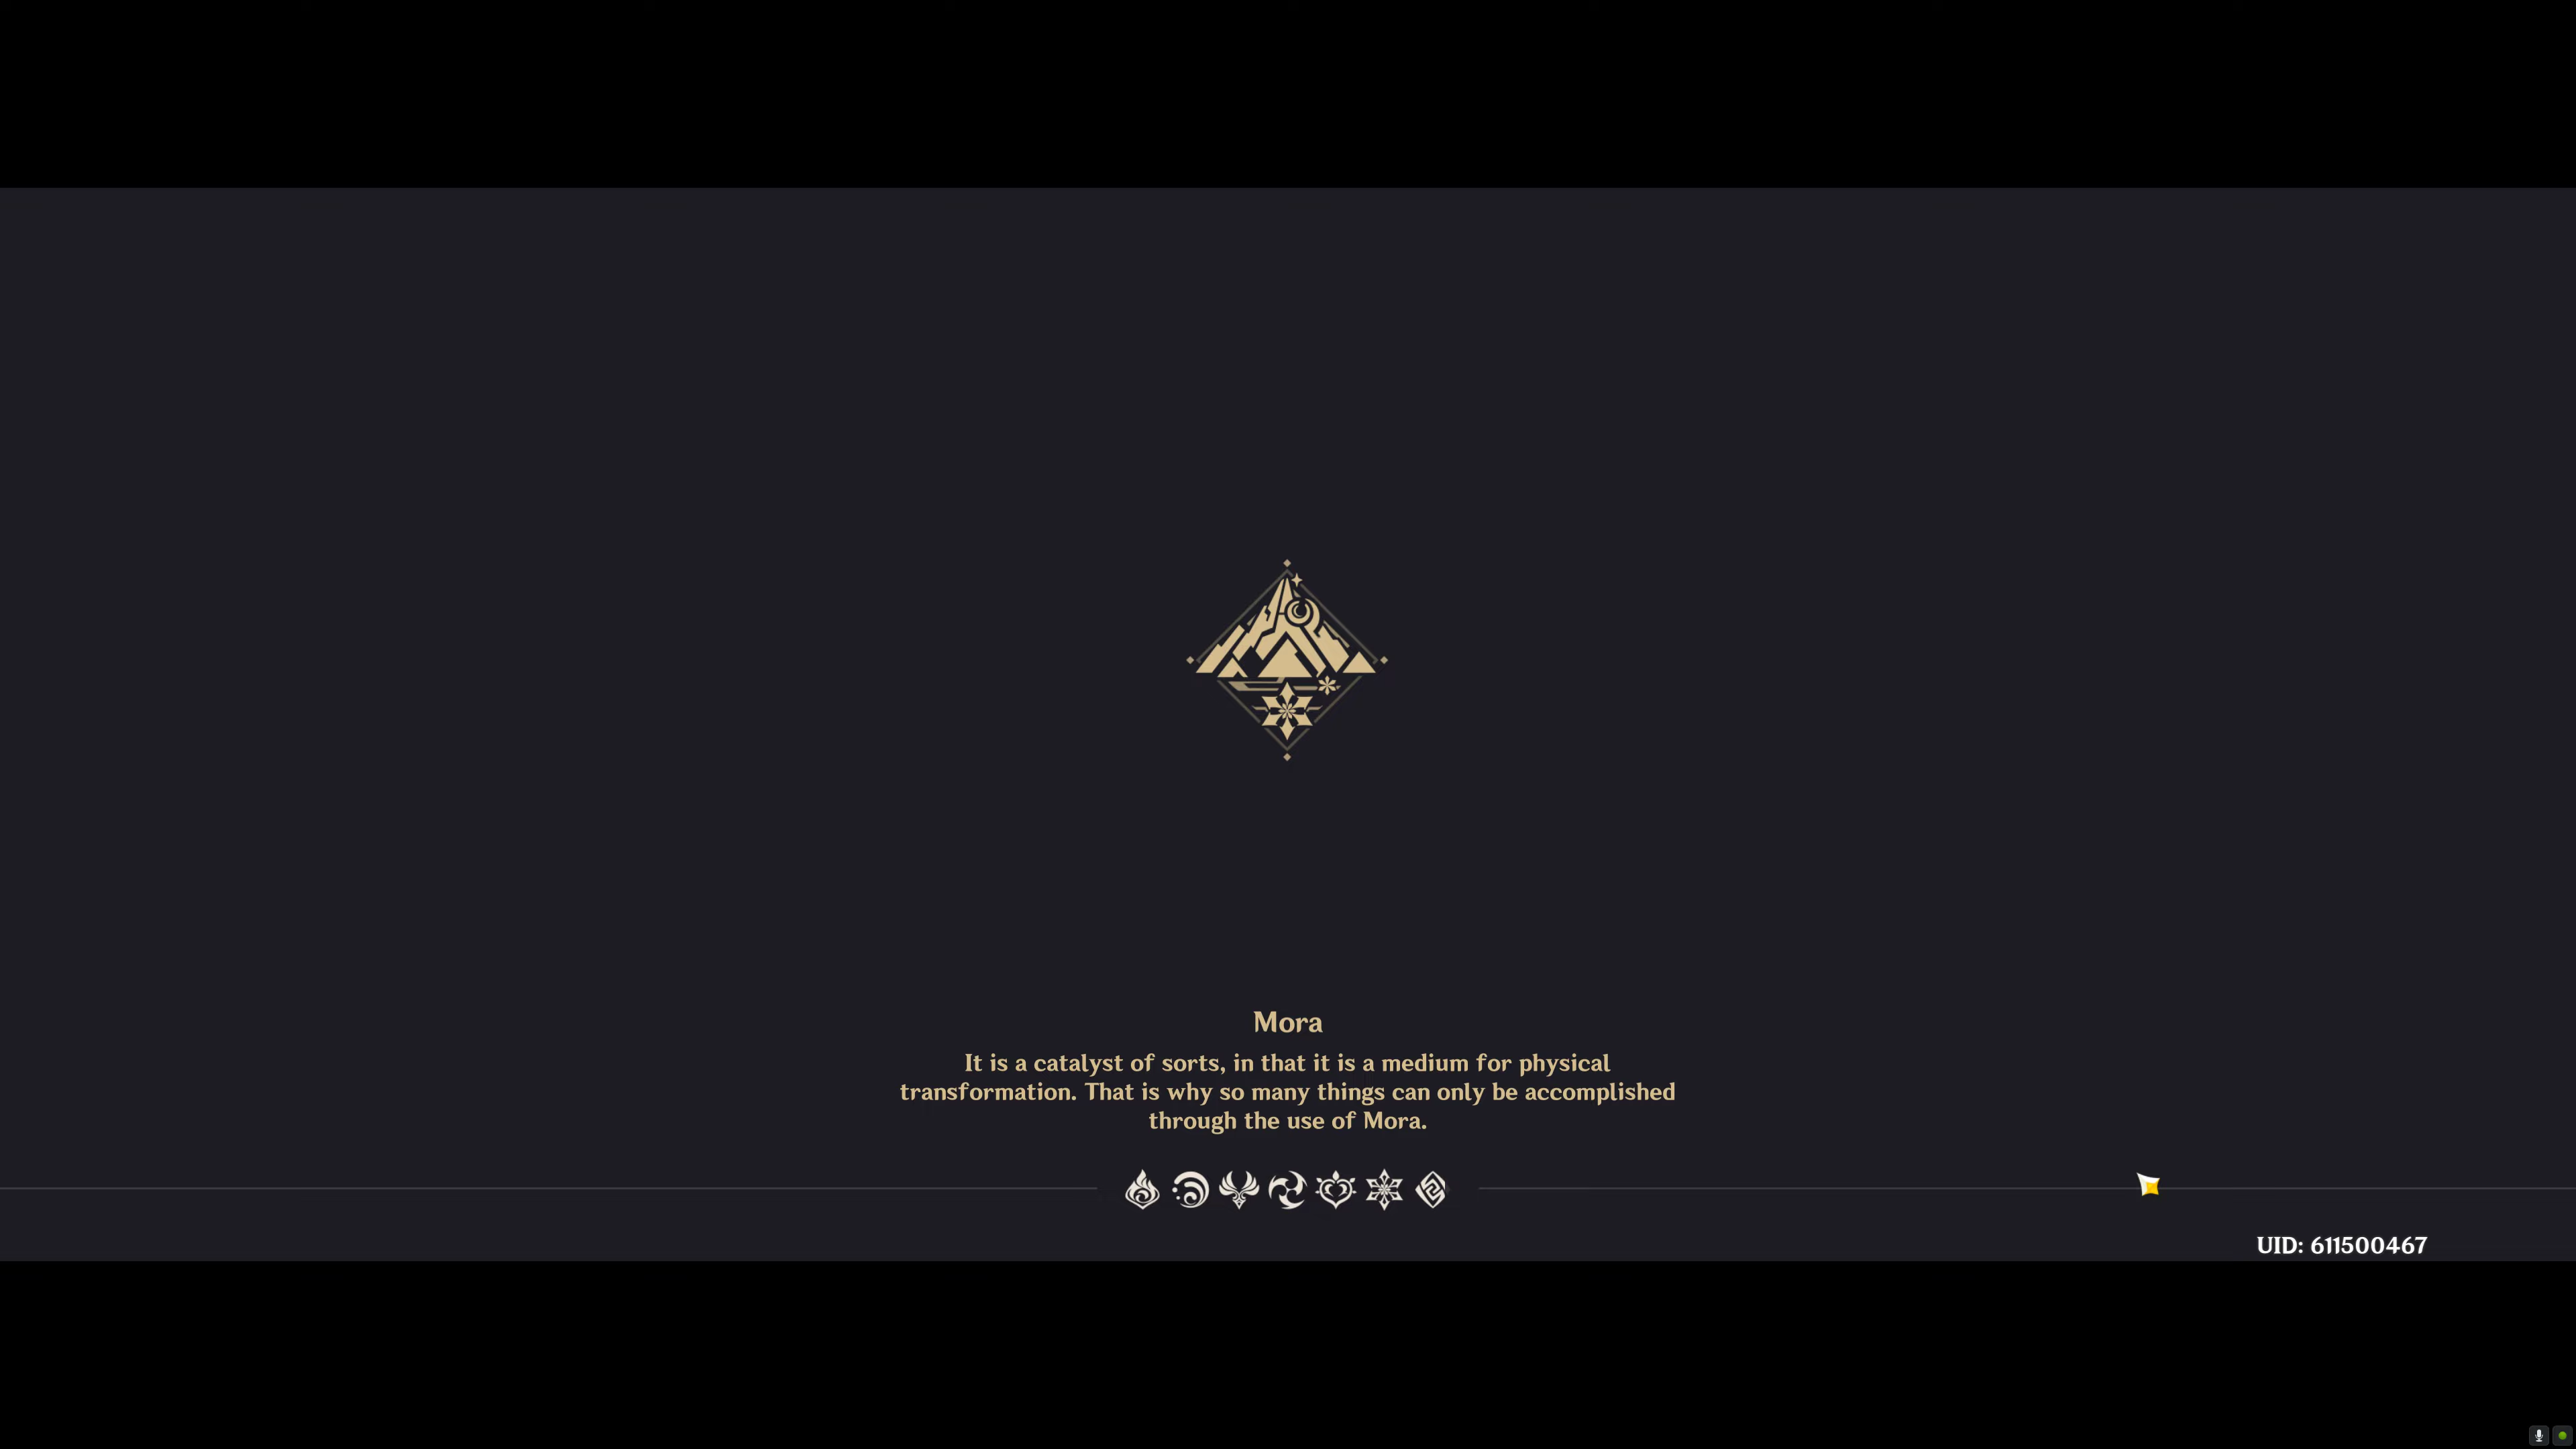 Mora
It is a catalyst of sorts, in that it is a medium for physical
transformation. That is why so many things can only be accomplished
through the use of Mora.
UID: 611500467